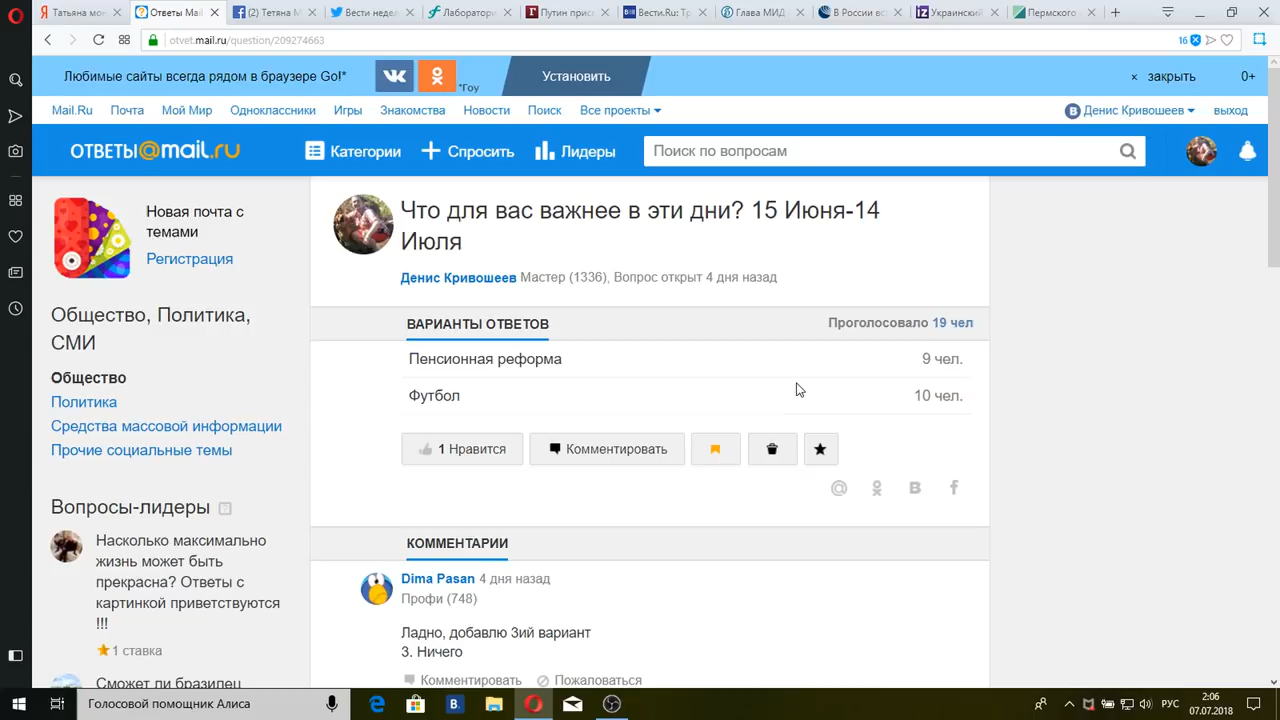 Татьяна мон
Ответы Mail
(2) Тетяна М
Вести недел
Лаборатори
Путинприс
Вести.Ru: Тр
Глава МИД
В России вс
Украинский
Пермского
otvet.mail.ru/question/209274663
16
Любимые сайты всегда рядом в браузере Go!*
*Гоу
Установить
× закрыть
0+
Mail.Ru Почта Мой Мир Одноклассники Игры Знакомства Новости Поиск Все проекты
Денис Кривошеев
выход
ОТВЕТЫ@mail.ru
Категории
Спросить
Лидеры
Поиск по вопросам
Новая почта с
темами
Регистрация
Общество, Политика,
СМИ
Общество
Политика
Средства массовой информации
Прочие социальные темы
Вопросы-лидеры
Насколько максимально
жизнь может быть
прекрасна? Ответы с
картинкой приветствуются
!!!
1 ставка
Сможет ли бразилец
Что для вас важнее в эти дни? 15 Июня-14
Июля
Денис Кривошеев Мастер (1336), Вопрос открыт 4 дня назад
ВАРИАНТЫ ОТВЕТОВ
Проголосовало 19 чел
Пенсионная реформа 9 чел.
Футбол 10 чел.
1 Нравится
Комментировать
КОММЕНТАРИИ
Dima Pasan 4 дня назад
Профи (748)
Ладно, добавлю 3ий вариант
3. Ничего
Комментировать
Пожаловаться
Голосовой помощник Алиса
РУС
2:06
07.07.2018